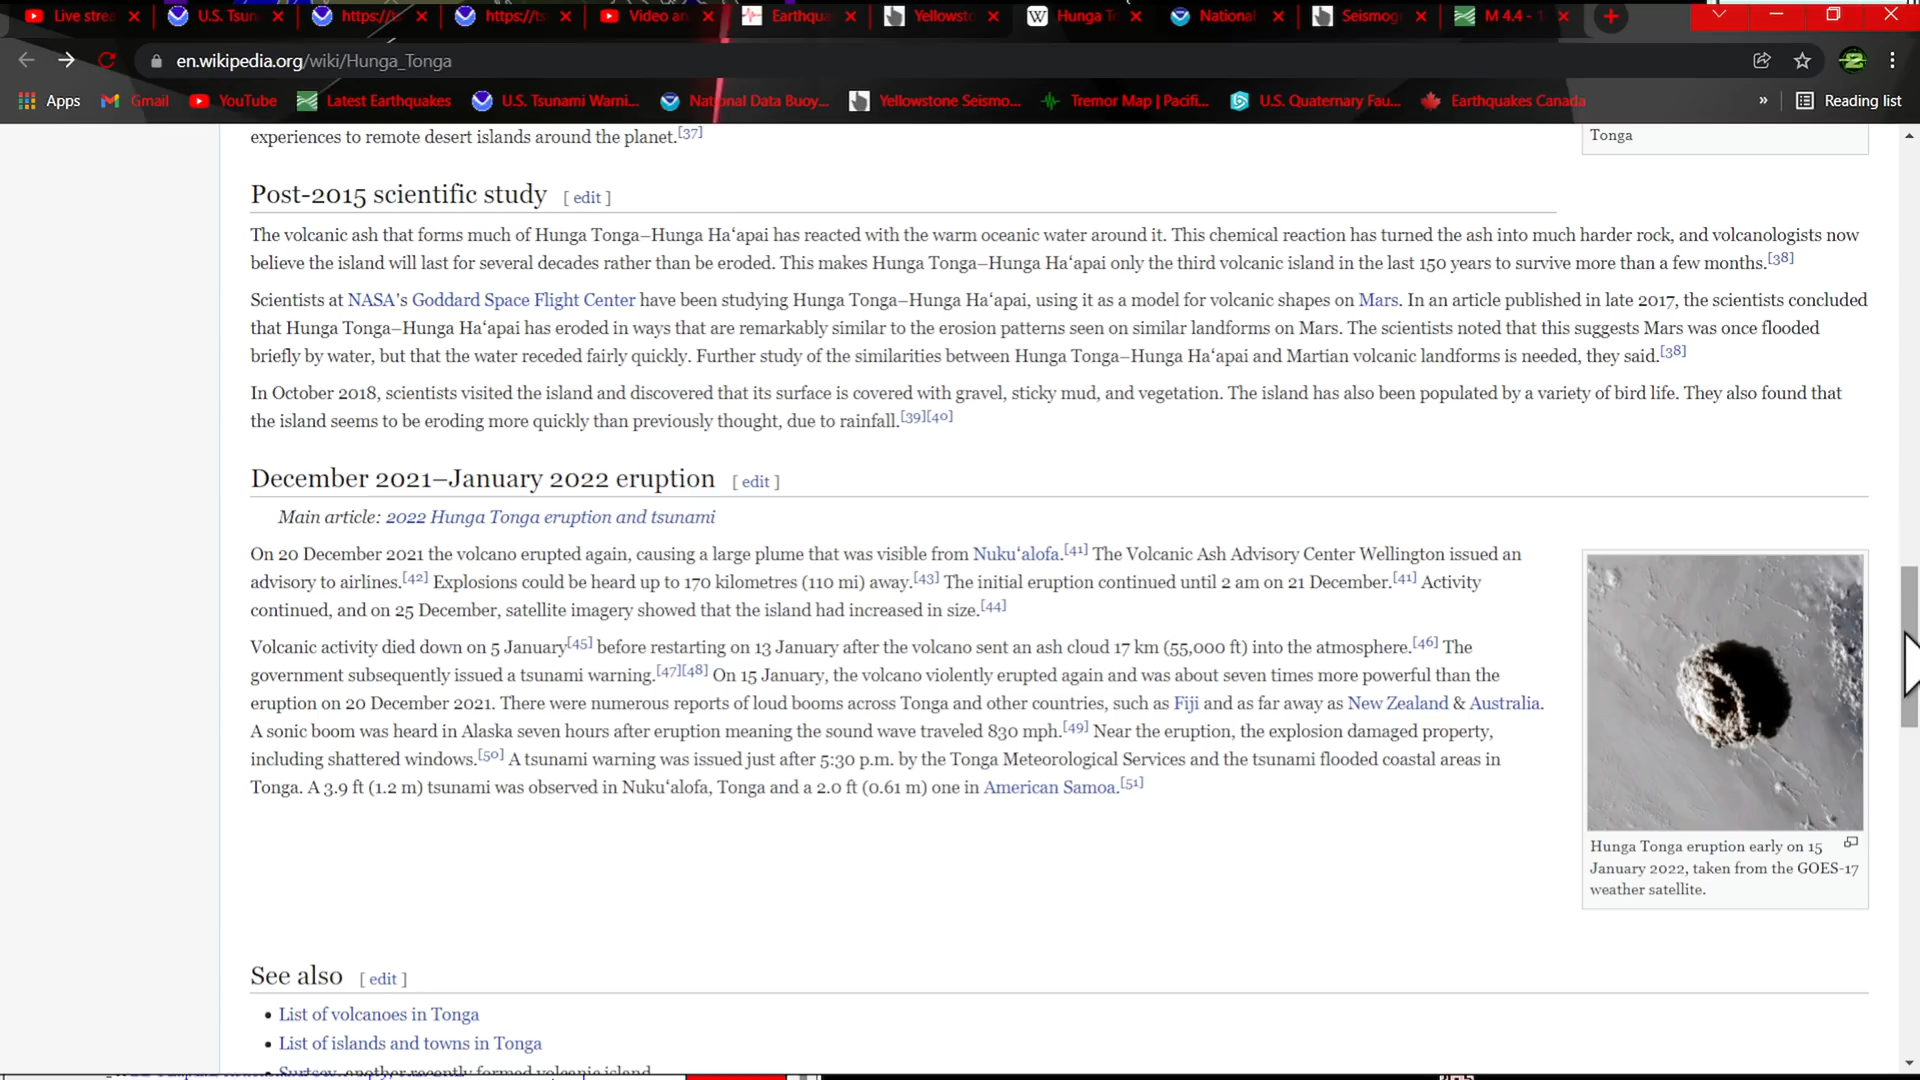 Live strea
U.S. Tsun
https://t
https://ts
Video an
Earthqua
Yellowsto
Hunga To
National
Seismog
M 4.4 - 1
en.wikipedia.org/wiki/Hunga_Tonga
Apps
Gmail
YouTube
Latest Earthquakes
U.S. Tsunami Warni...
National Data Buoy...
Yellowstone Seismo...
Tremor Map | Pacifi...
U.S. Quaternary Fau...
Earthquakes Canada
»
Reading list
experiences to remote desert islands around the planet.[37]
Tonga
Post-2015 scientific study [ edit ]
The volcanic ash that forms much of Hunga Tonga–Hunga Haʻapai has reacted with the warm oceanic water around it. This chemical reaction has turned the ash into much harder rock, and volcanologists now
believe the island will last for several decades rather than be eroded. This makes Hunga Tonga–Hunga Haʻapai only the third volcanic island in the last 150 years to survive more than a few months.[38]
Scientists at NASA's Goddard Space Flight Center have been studying Hunga Tonga–Hunga Haʻapai, using it as a model for volcanic shapes on Mars. In an article published in late 2017, the scientists concluded
that Hunga Tonga–Hunga Haʻapai has eroded in ways that are remarkably similar to the erosion patterns seen on similar landforms on Mars. The scientists noted that this suggests Mars was once flooded
briefly by water, but that the water receded fairly quickly. Further study of the similarities between Hunga Tonga–Hunga Haʻapai and Martian volcanic landforms is needed, they said.[38]
In October 2018, scientists visited the island and discovered that its surface is covered with gravel, sticky mud, and vegetation. The island has also been populated by a variety of bird life. They also found that
the island seems to be eroding more quickly than previously thought, due to rainfall.[39][40]
December 2021–January 2022 eruption [ edit ]
Main article: 2022 Hunga Tonga eruption and tsunami
On 20 December 2021 the volcano erupted again, causing a large plume that was visible from Nukuʻalofa.[41] The Volcanic Ash Advisory Center Wellington issued an
advisory to airlines.[42] Explosions could be heard up to 170 kilometres (110 mi) away.[43] The initial eruption continued until 2 am on 21 December.[41] Activity
continued, and on 25 December, satellite imagery showed that the island had increased in size.[44]
Volcanic activity died down on 5 January[45] before restarting on 13 January after the volcano sent an ash cloud 17 km (55,000 ft) into the atmosphere.[46] The
government subsequently issued a tsunami warning.[47][48] On 15 January, the volcano violently erupted again and was about seven times more powerful than the
eruption on 20 December 2021. There were numerous reports of loud booms across Tonga and other countries, such as Fiji and as far away as New Zealand & Australia.
A sonic boom was heard in Alaska seven hours after eruption meaning the sound wave traveled 830 mph.[49] Near the eruption, the explosion damaged property,
including shattered windows.[50] A tsunami warning was issued just after 5:30 p.m. by the Tonga Meteorological Services and the tsunami flooded coastal areas in
Tonga. A 3.9 ft (1.2 m) tsunami was observed in Nukuʻalofa, Tonga and a 2.0 ft (0.61 m) one in American Samoa.[51]
Hunga Tonga eruption early on 15
January 2022, taken from the GOES-17
weather satellite.
See also [ edit ]
• List of volcanoes in Tonga
• List of islands and towns in Tonga
• Surtsey, another recently formed volcanic island